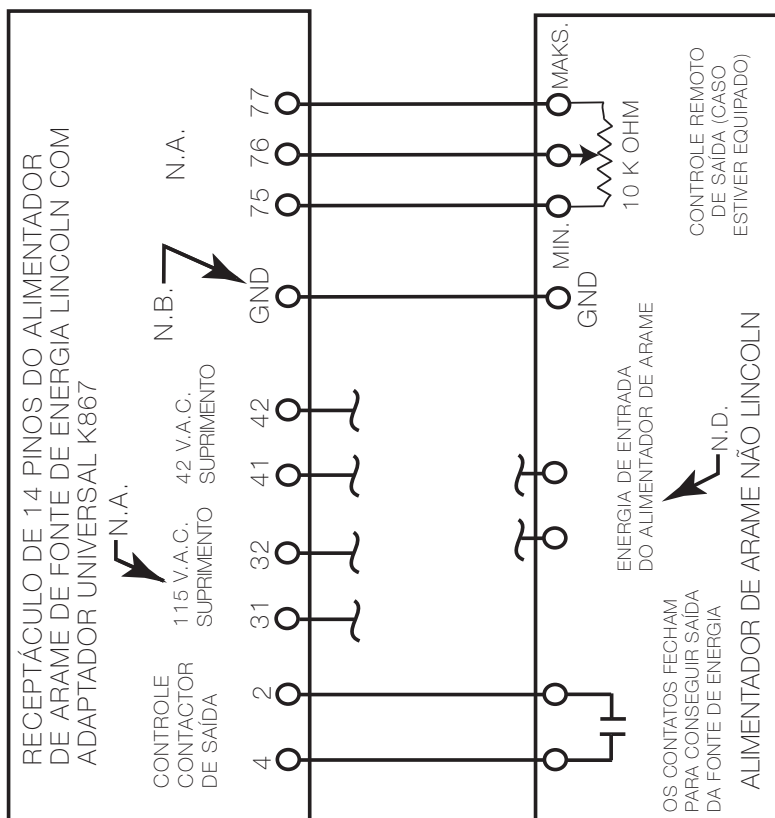 RECEPTÁCULO DE 14 PINOS DO ALIMENTADOR
DE ARAME DE FONTE DE ENERGIA LINCOLN COM
ADAPTADOR UNIVERSAL K867
CONTROLE
CONTACTOR
DE SAÍDA
N.A.
115 V.A.C.
SUPRIMENTO
42 V.A.C.
SUPRIMENTO
N.B.
N.A.
4
2
31
32
41
42
GND
75
76
77
GND
MIN.
MAKS.
10 K OHM
OS CONTATOS FECHAM
PARA CONSEGUIR SAÍDA
DA FONTE DE ENERGIA
ENERGIA DE ENTRADA
DO ALIMENTADOR DE ARAME
N.D.
CONTROLE REMOTO
DE SAÍDA (CASO
ESTIVER EQUIPADO)
ALIMENTADOR DE ARAME NÃO LINCOLN